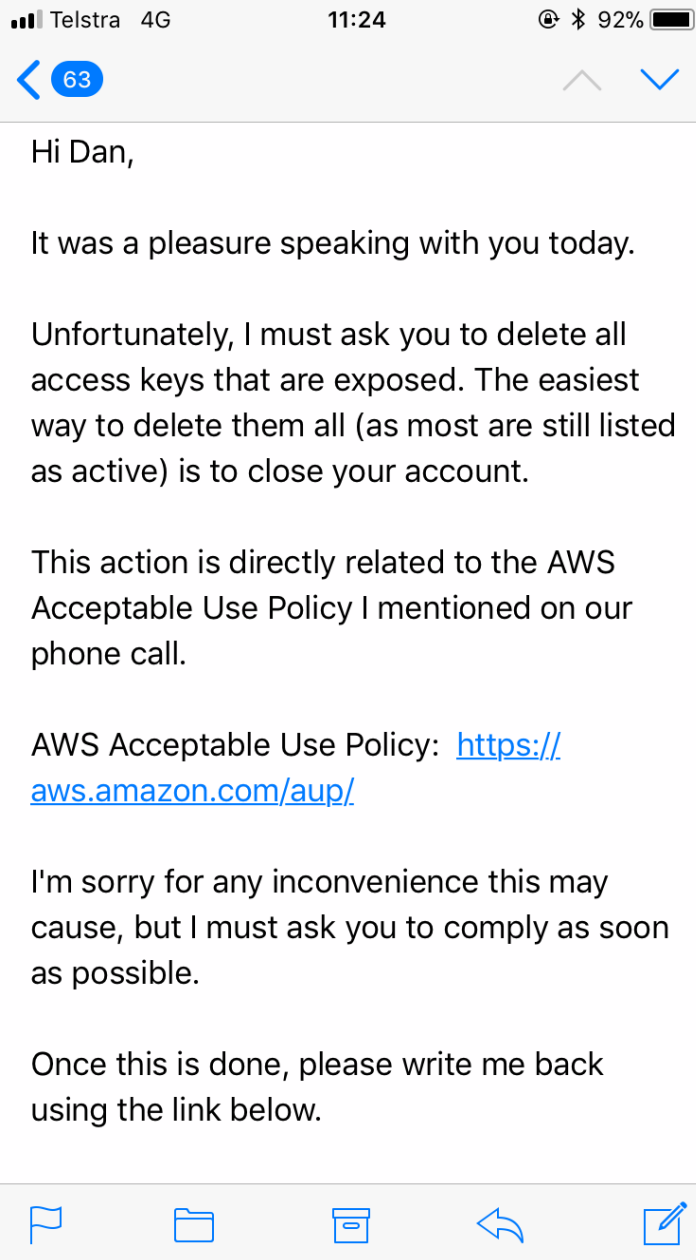 Telstra 4G 11:24 92%
63
Hi Dan,
It was a pleasure speaking with you today.
Unfortunately, I must ask you to delete all
access keys that are exposed. The easiest
way to delete them all (as most are still listed
as active) is to close your account.
This action is directly related to the AWS
Acceptable Use Policy I mentioned on our
phone call.
AWS Acceptable Use Policy: https://
aws.amazon.com/aup/
I'm sorry for any inconvenience this may
cause, but I must ask you to comply as soon
as possible.
Once this is done, please write me back
using the link below.